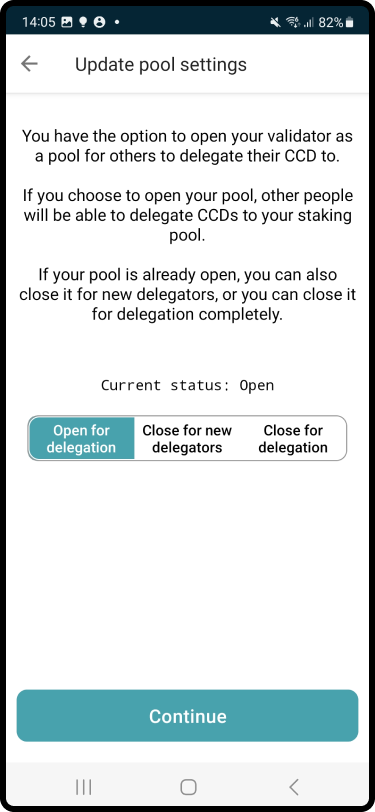 14:05 82%
Update pool settings
You have the option to open your validator as
a pool for others to delegate their CCD to.
If you choose to open your pool, other people
will be able to delegate CCDs to your staking
pool.
If your pool is already open, you can also
close it for new delegators, or you can close it
for delegation completely.
Current status: Open
Open for
delegation
Close for new
delegators
Close for
delegation
Continue